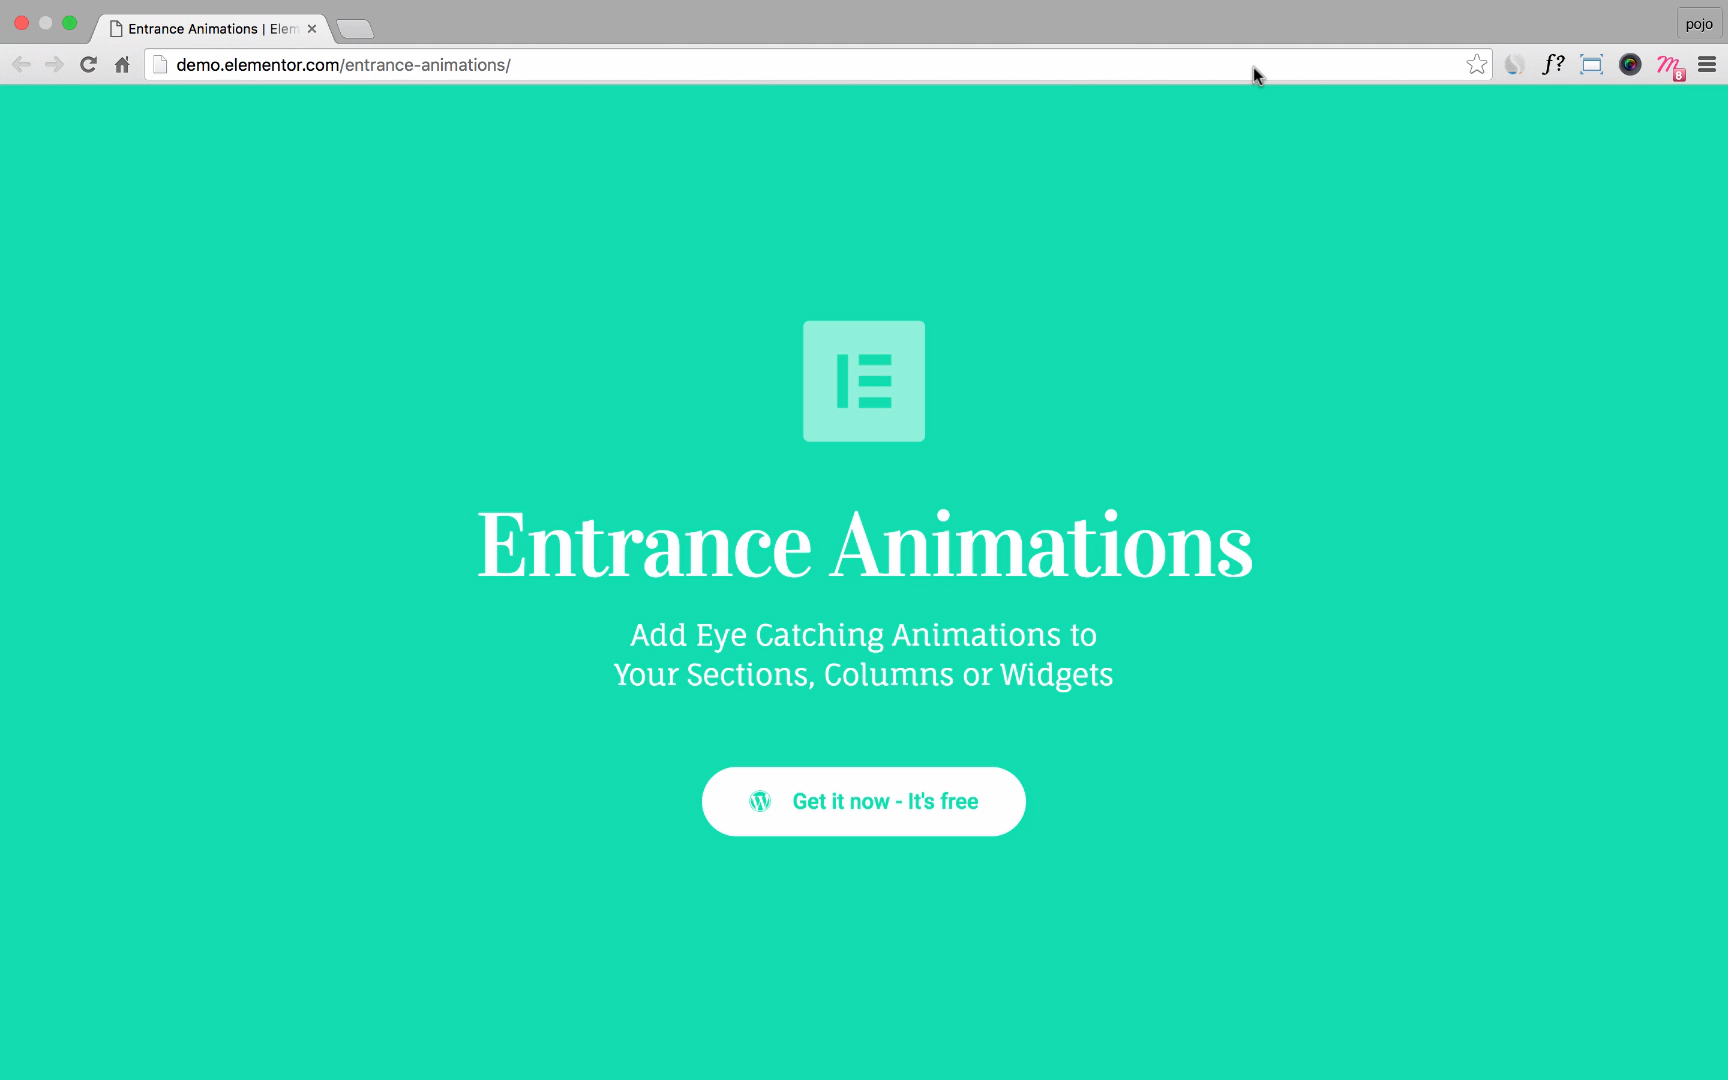 Entrance Animations | Elem
pojo
demo.elementor.com/entrance-animations/
f?
8
Entrance Animations
Add Eye Catching Animations to
Your Sections, Columns or Widgets
Get it now - It's free